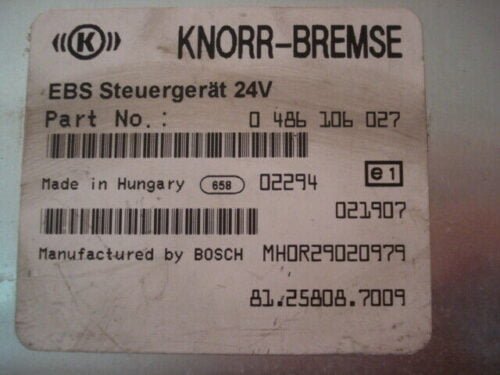 ((K)) KNORR-BREMSE
EBS Steuergerät 24V
Part No.: 0 486 106 027
Made in Hungary 658 02294 e1
021907
Manufactured by BOSCH MHOR29020979
81.25808.7009